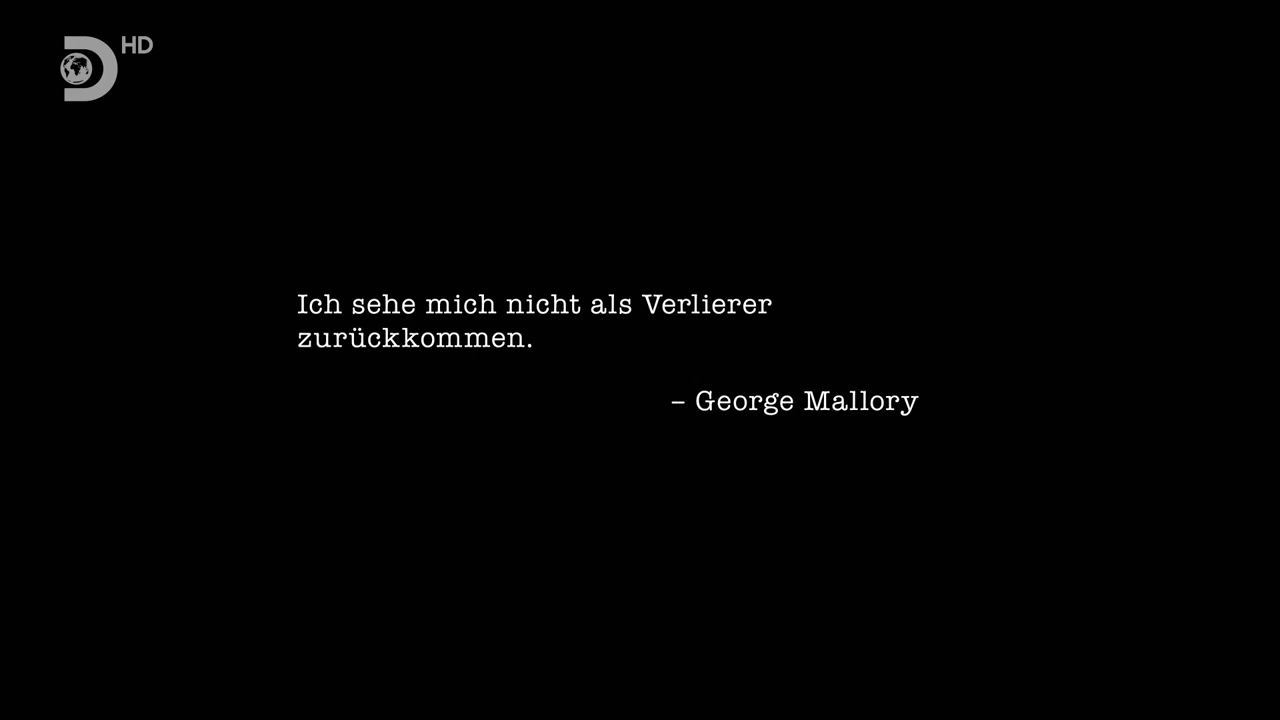 HD
Ich sehe mich nicht als Verlierer
zurückkommen.
– George Mallory